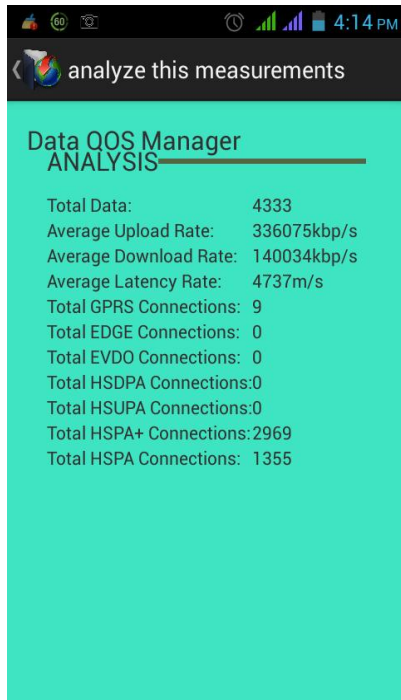 60 4:14 PM
analyze this measurements
Data QOS Manager
ANALYSIS
Total Data: 4333
Average Upload Rate: 336075kbp/s
Average Download Rate: 140034kbp/s
Average Latency Rate: 4737m/s
Total GPRS Connections: 9
Total EDGE Connections: 0
Total EVDO Connections: 0
Total HSDPA Connections:0
Total HSUPA Connections:0
Total HSPA+ Connections:2969
Total HSPA Connections: 1355